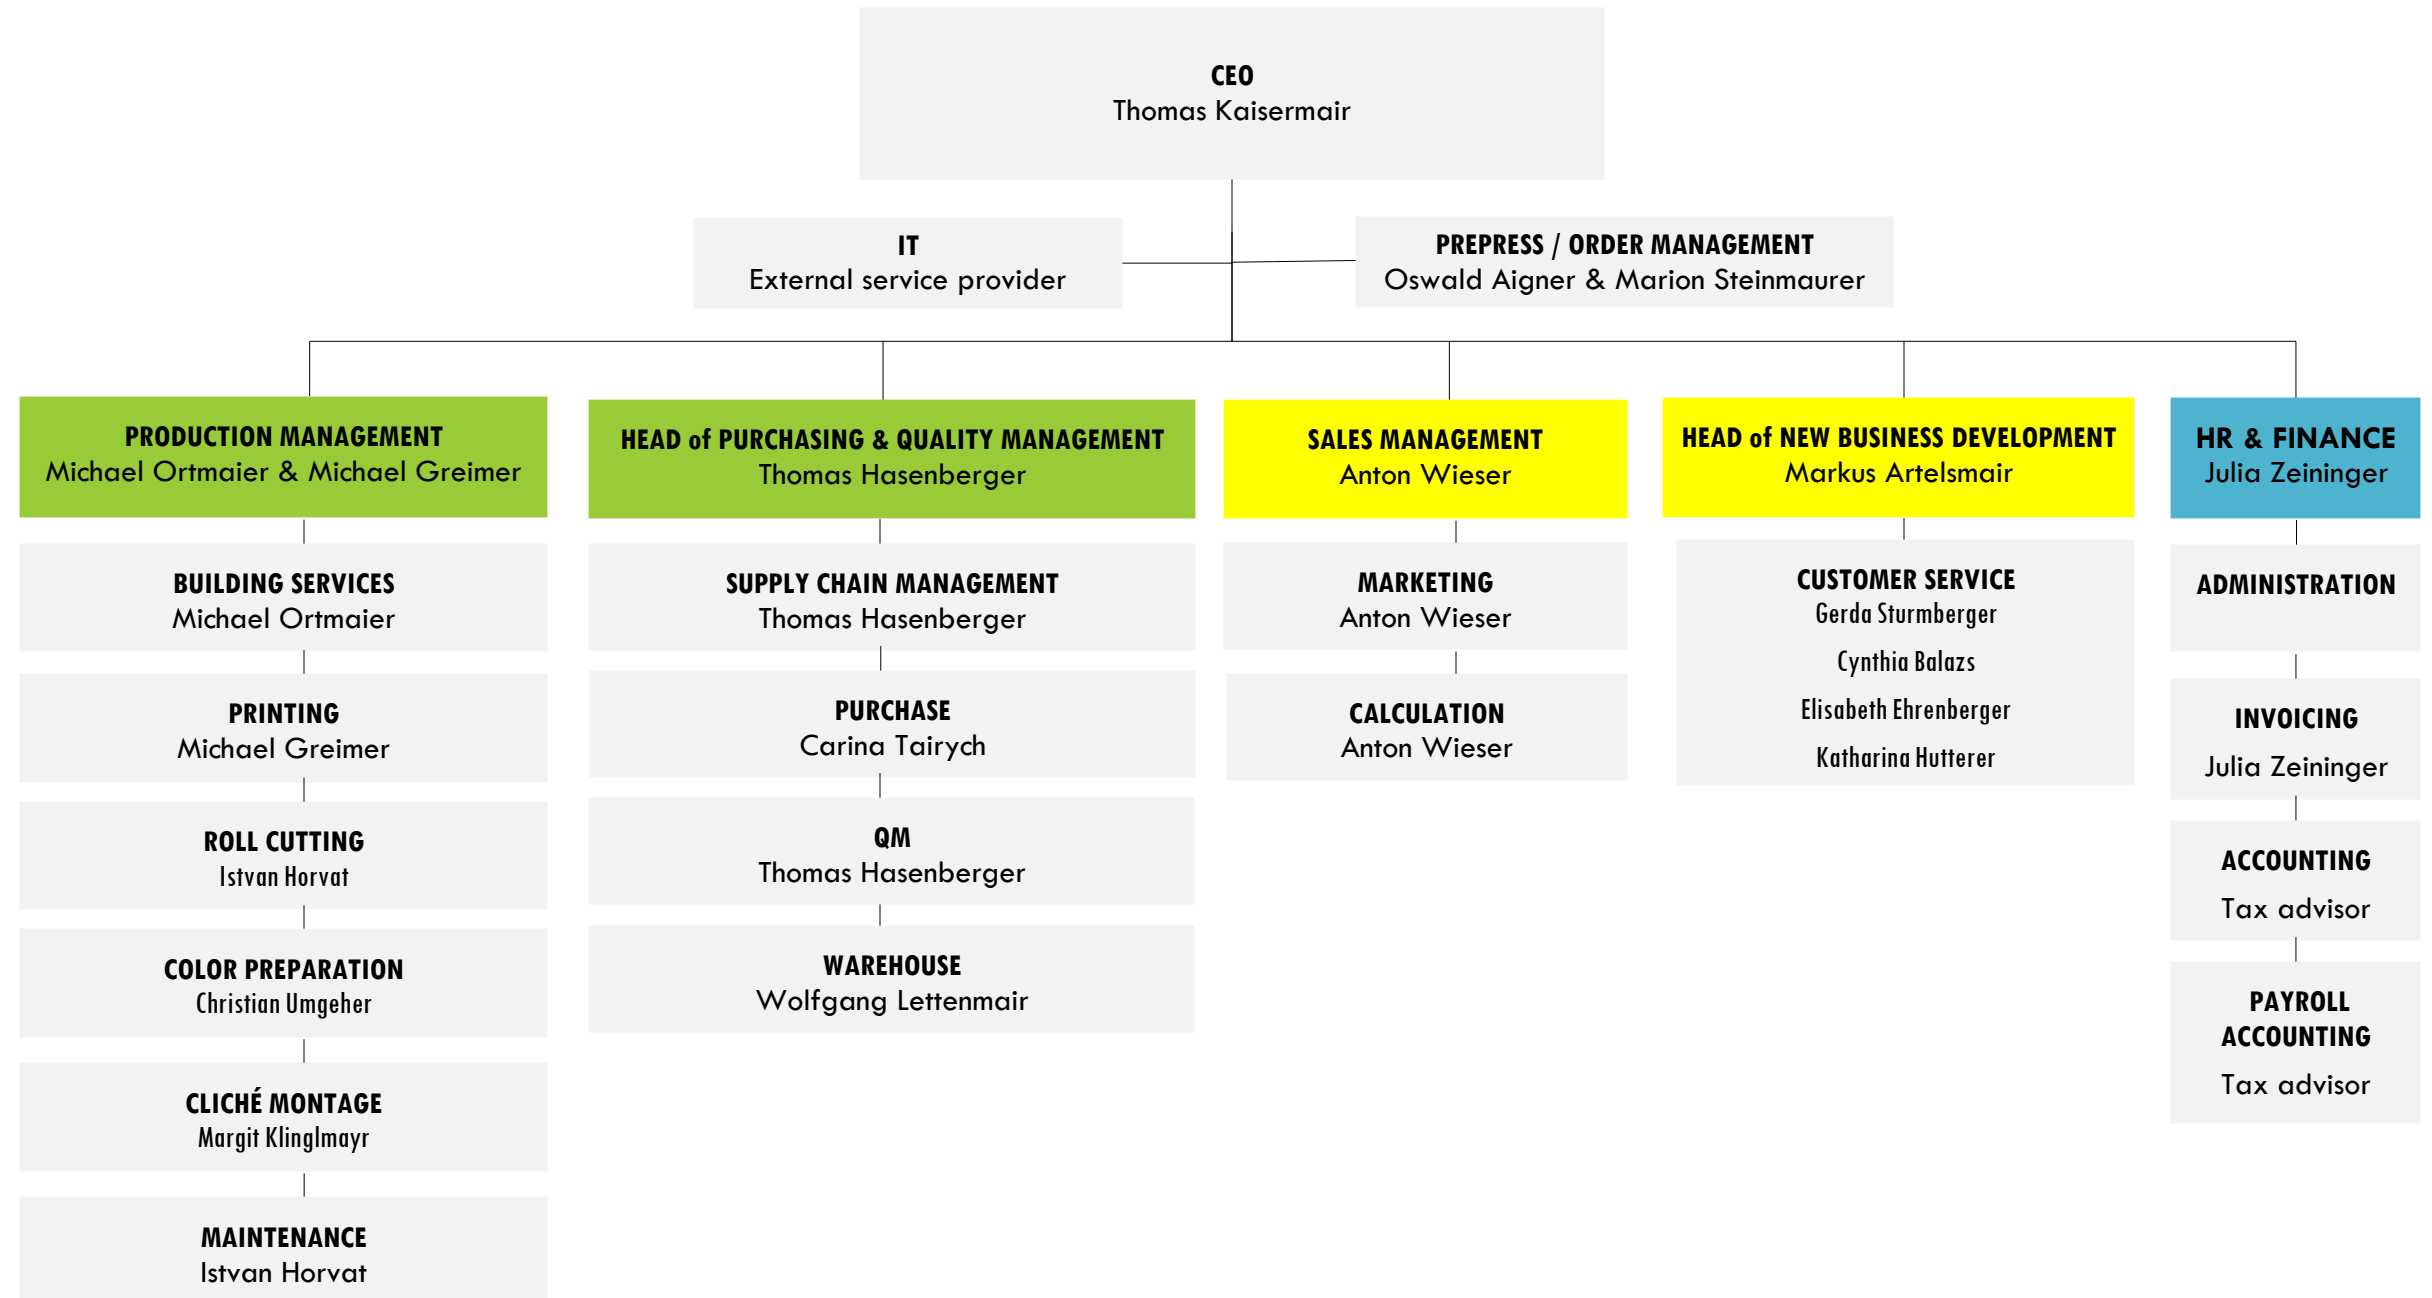 CEO
Thomas Kaisermair
IT
External service provider
PREPRESS / ORDER MANAGEMENT
Oswald Aigner & Marion Steinmaurer
PRODUCTION MANAGEMENT
Michael Ortmaier & Michael Greimer
BUILDING SERVICES
Michael Ortmaier
PRINTING
Michael Greimer
ROLL CUTTING
Istvan Horvat
COLOR PREPARATION
Christian Umgeher
CLICHÉ MONTAGE
Margit Klinglmayr
MAINTENANCE
Istvan Horvat
HEAD of PURCHASING & QUALITY MANAGEMENT
Thomas Hasenberger
SUPPLY CHAIN MANAGEMENT
Thomas Hasenberger
PURCHASE
Carina Tairych
QM
Thomas Hasenberger
WAREHOUSE
Wolfgang Lettenmair
SALES MANAGEMENT
Anton Wieser
MARKETING
Anton Wieser
CALCULATION
Anton Wieser
HEAD of NEW BUSINESS DEVELOPMENT
Markus Artelsmair
CUSTOMER SERVICE
Gerda Sturmberger
Cynthia Balazs
Elisabeth Ehrenberger
Katharina Hutterer
HR & FINANCE
Julia Zeininger
ADMINISTRATION
INVOICING
Julia Zeininger
ACCOUNTING
Tax advisor
PAYROLL
ACCOUNTING
Tax advisor